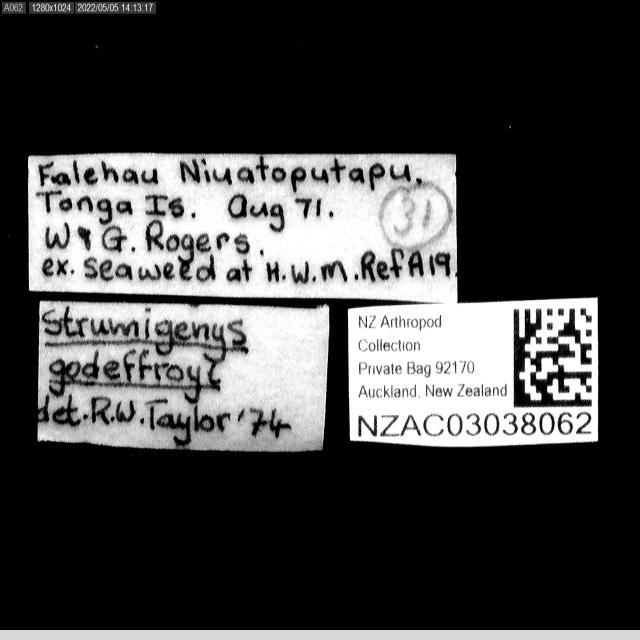 A062 1280x1024 2022/05/05 14:13:17
Falehau Niuatoputapu.
Tonga Is. Aug 71.
31
W & G. Rogers.
ex. seaweed at H.W.M. Ref A19.
Strumigenys
godeffroyi
det. R.W. Taylor '74
NZ Arthropod
Collection
Private Bag 92170
Auckland, New Zealand
NZAC03038062